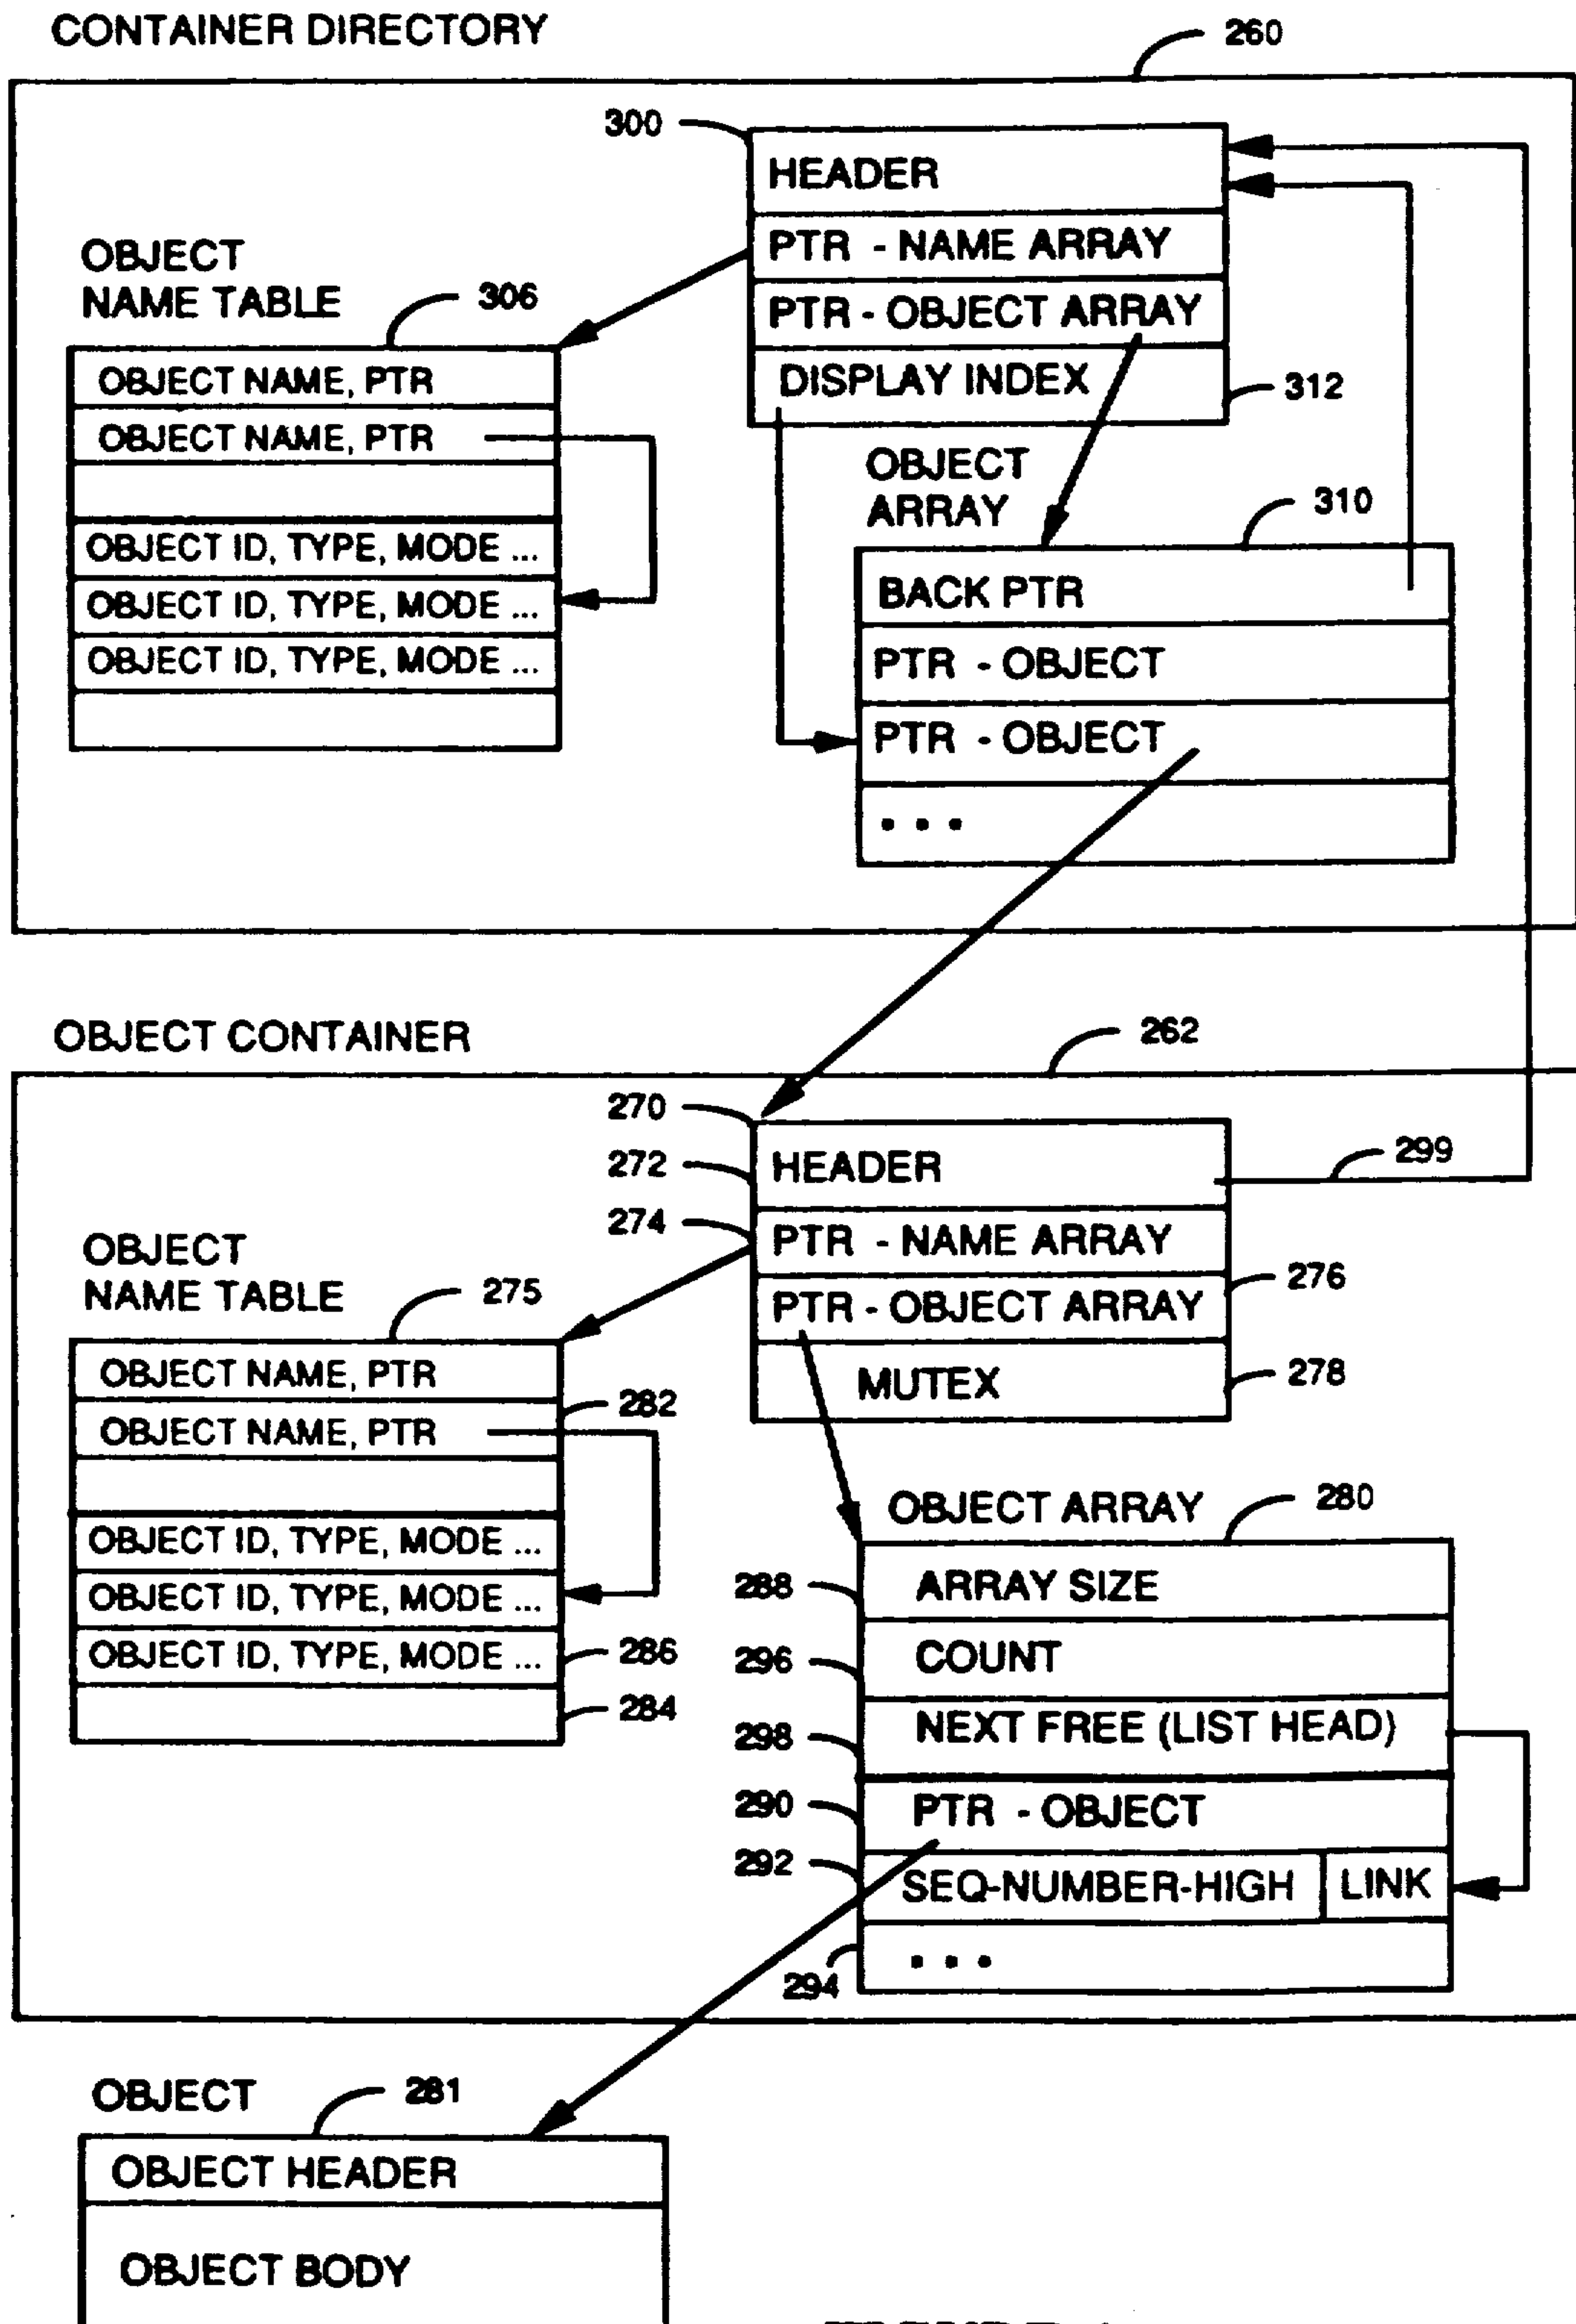 CONTAINER DIRECTORY
260
300
HEADER
PTR - NAME ARRAY
PTR - OBJECT ARRAY
DISPLAY INDEX
312
OBJECT
NAME TABLE
306
OBJECT NAME, PTR
OBJECT NAME, PTR
OBJECT ID, TYPE, MODE ...
OBJECT ID, TYPE, MODE ...
OBJECT ID, TYPE, MODE ...
OBJECT
ARRAY
310
BACK PTR
PTR - OBJECT
PTR - OBJECT
...
OBJECT CONTAINER
262
270
272
274
HEADER
299
PTR - NAME ARRAY
PTR - OBJECT ARRAY
276
MUTEX
278
OBJECT
NAME TABLE
275
OBJECT NAME, PTR
282
OBJECT NAME, PTR
OBJECT ID, TYPE, MODE ...
OBJECT ID, TYPE, MODE ...
OBJECT ID, TYPE, MODE ...
286
284
OBJECT ARRAY
280
288
ARRAY SIZE
296
COUNT
298
NEXT FREE (LIST HEAD)
290
PTR - OBJECT
292
SEQ-NUMBER-HIGH
LINK
294
...
OBJECT
281
OBJECT HEADER
OBJECT BODY